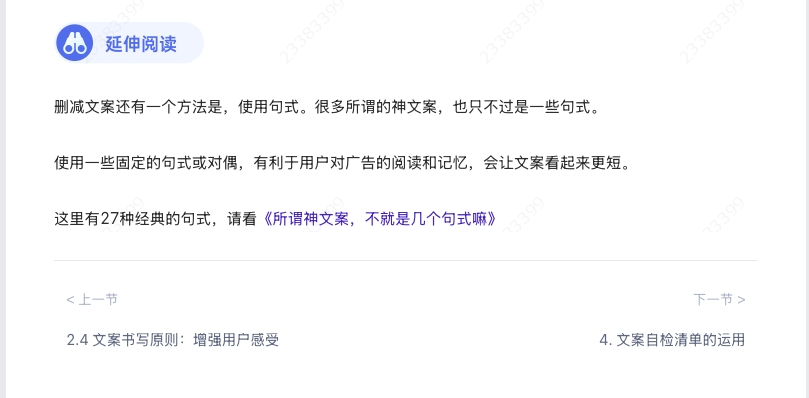 延伸阅读
删减文案还有一个方法是，使用句式。很多所谓的神文案，也只不过是一些句式。
使用一些固定的句式或对偶，有利于用户对广告的阅读和记忆，会让文案看起来更短。
这里有27种经典的句式，请看《所谓神文案，不就是几个句式嘛》
< 上一节
下一节 >
2.4 文案书写原则：增强用户感受
4. 文案自检清单的运用
23383399
23383399
23383399
23383399
23383399
23383399